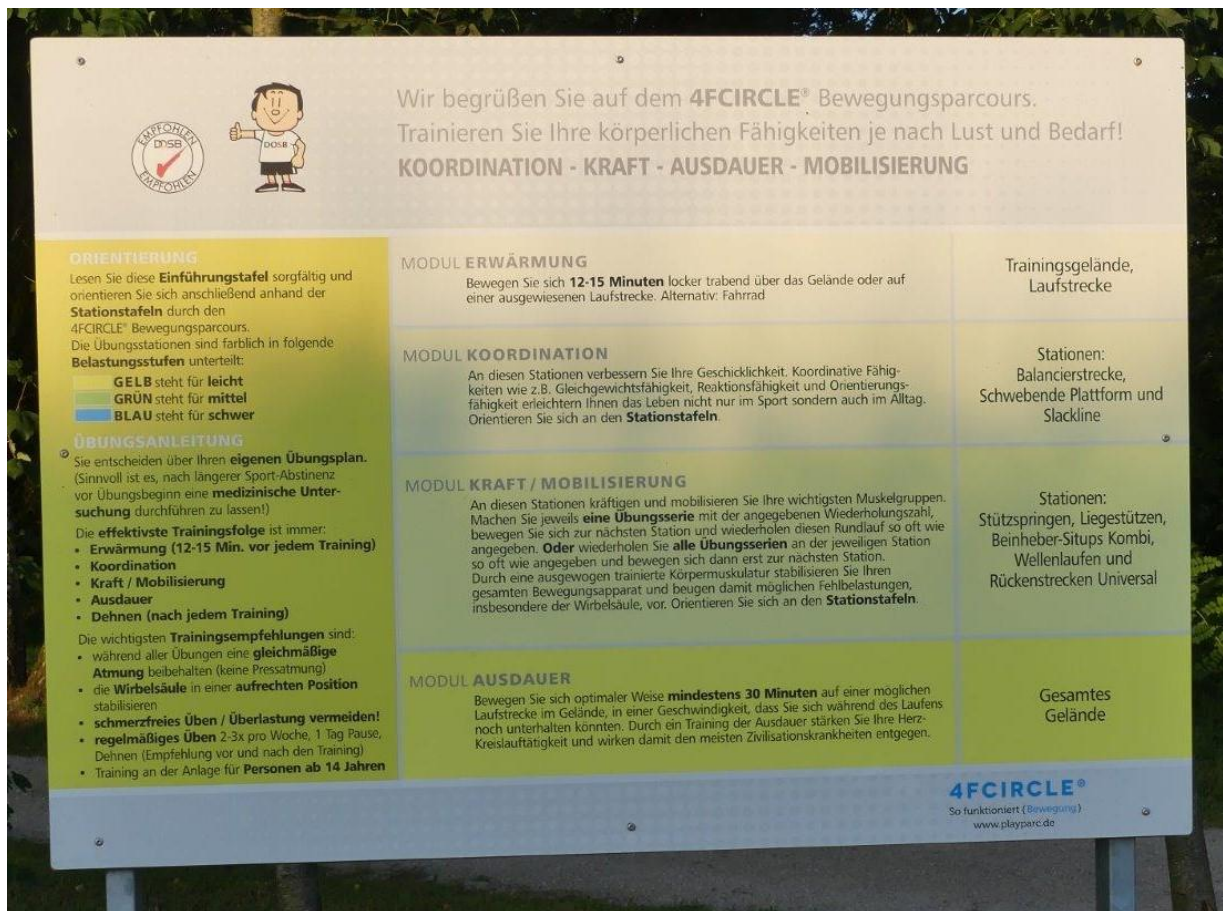 EMPFOHLEN
DOSB
EMPFOHLEN
DOSB
Wir begrüßen Sie auf dem 4FCIRCLE® Bewegungsparcours.
Trainieren Sie Ihre körperlichen Fähigkeiten je nach Lust und Bedarf!
KOORDINATION - KRAFT - AUSDAUER - MOBILISIERUNG
ORIENTIERUNG
Lesen Sie diese Einführungstafel sorgfältig und
orientieren Sie sich anschließend anhand der
Stationstafeln durch den
4FCIRCLE® Bewegungsparcours.
Die Übungsstationen sind farblich in folgende
Belastungsstufen unterteilt:
GELB steht für leicht
GRÜN steht für mittel
BLAU steht für schwer
ÜBUNGSANLEITUNG
Sie entscheiden über Ihren eigenen Übungsplan.
(Sinnvoll ist es, nach längerer Sport-Abstinenz
vor Übungsbeginn eine medizinische Unter-
suchung durchführen zu lassen!)
Die effektivste Trainingsfolge ist immer:
• Erwärmung (12-15 Min. vor jedem Training)
• Koordination
• Kraft / Mobilisierung
• Ausdauer
• Dehnen (nach jedem Training)
Die wichtigsten Trainingsempfehlungen sind:
• während aller Übungen eine gleichmäßige
Atmung beibehalten (keine Pressatmung)
• die Wirbelsäule in einer aufrechten Position
stabilisieren
• schmerzfreies Üben / Überlastung vermeiden!
• regelmäßiges Üben 2-3x pro Woche, 1 Tag Pause,
Dehnen (Empfehlung vor und nach den Training)
• Training an der Anlage für Personen ab 14 Jahren
MODUL ERWÄRMUNG
Bewegen Sie sich 12-15 Minuten locker trabend über das Gelände oder auf
einer ausgewiesenen Laufstrecke. Alternativ: Fahrrad
Trainingsgelände,
Laufstrecke
MODUL KOORDINATION
An diesen Stationen verbessern Sie Ihre Geschicklichkeit. Koordinative Fähig-
keiten wie z.B. Gleichgewichtsfähigkeit, Reaktionsfähigkeit und Orientierungs-
fähigkeit erleichtern Ihnen das Leben nicht nur im Sport sondern auch im Alltag.
Orientieren Sie sich an den Stationstafeln.
Stationen:
Balancierstrecke,
Schwebende Plattform und
Slackline
MODUL KRAFT / MOBILISIERUNG
An diesen Stationen kräftigen und mobilisieren Sie Ihre wichtigsten Muskelgruppen.
Machen Sie jeweils eine Übungsserie mit der angegebenen Wiederholungszahl,
bewegen Sie sich zur nächsten Station und wiederholen diesen Rundlauf so oft wie
angegeben. Oder wiederholen Sie alle Übungsserien an der jeweiligen Station
so oft wie angegeben und bewegen sich dann erst zur nächsten Station.
Durch eine ausgewogen trainierte Körpermuskulatur stabilisieren Sie Ihren
gesamten Bewegungsapparat und beugen damit möglichen Fehlbelastungen,
insbesondere der Wirbelsäule, vor. Orientieren Sie sich an den Stationstafeln.
Stationen:
Stützspringen, Liegestützen,
Beinheber-Situps Kombi,
Wellenlaufen und
Rückenstrecken Universal
MODUL AUSDAUER
Bewegen Sie sich optimaler Weise mindestens 30 Minuten auf einer möglichen
Laufstrecke im Gelände, in einer Geschwindigkeit, dass Sie sich während des Laufens
noch unterhalten könnten. Durch ein Training der Ausdauer stärken Sie Ihre Herz-
Kreislauftätigkeit und wirken damit den meisten Zivilisationskrankheiten entgegen.
Gesamtes
Gelände
4FCIRCLE®
So funktioniert {Bewegung}
www.playparc.de